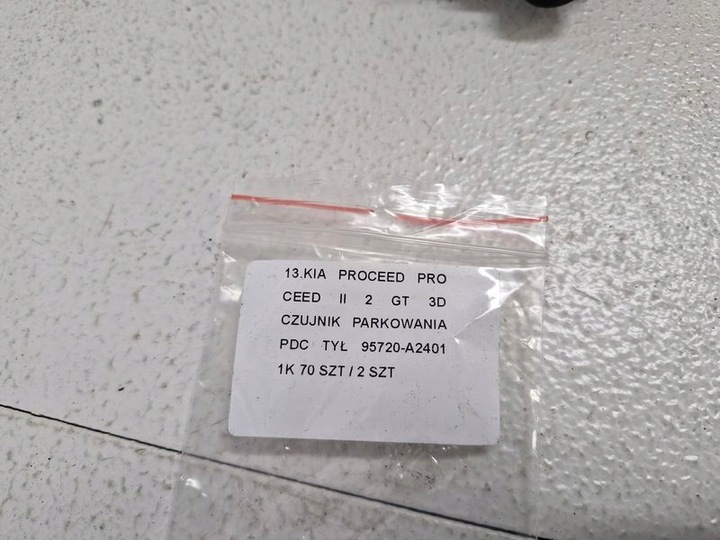 13.KIA PROCEED PRO
CEED II 2 GT 3D
CZUJNIK PARKOWANIA
PDC TYŁ 95720-A2401
1K 70 SZT / 2 SZT